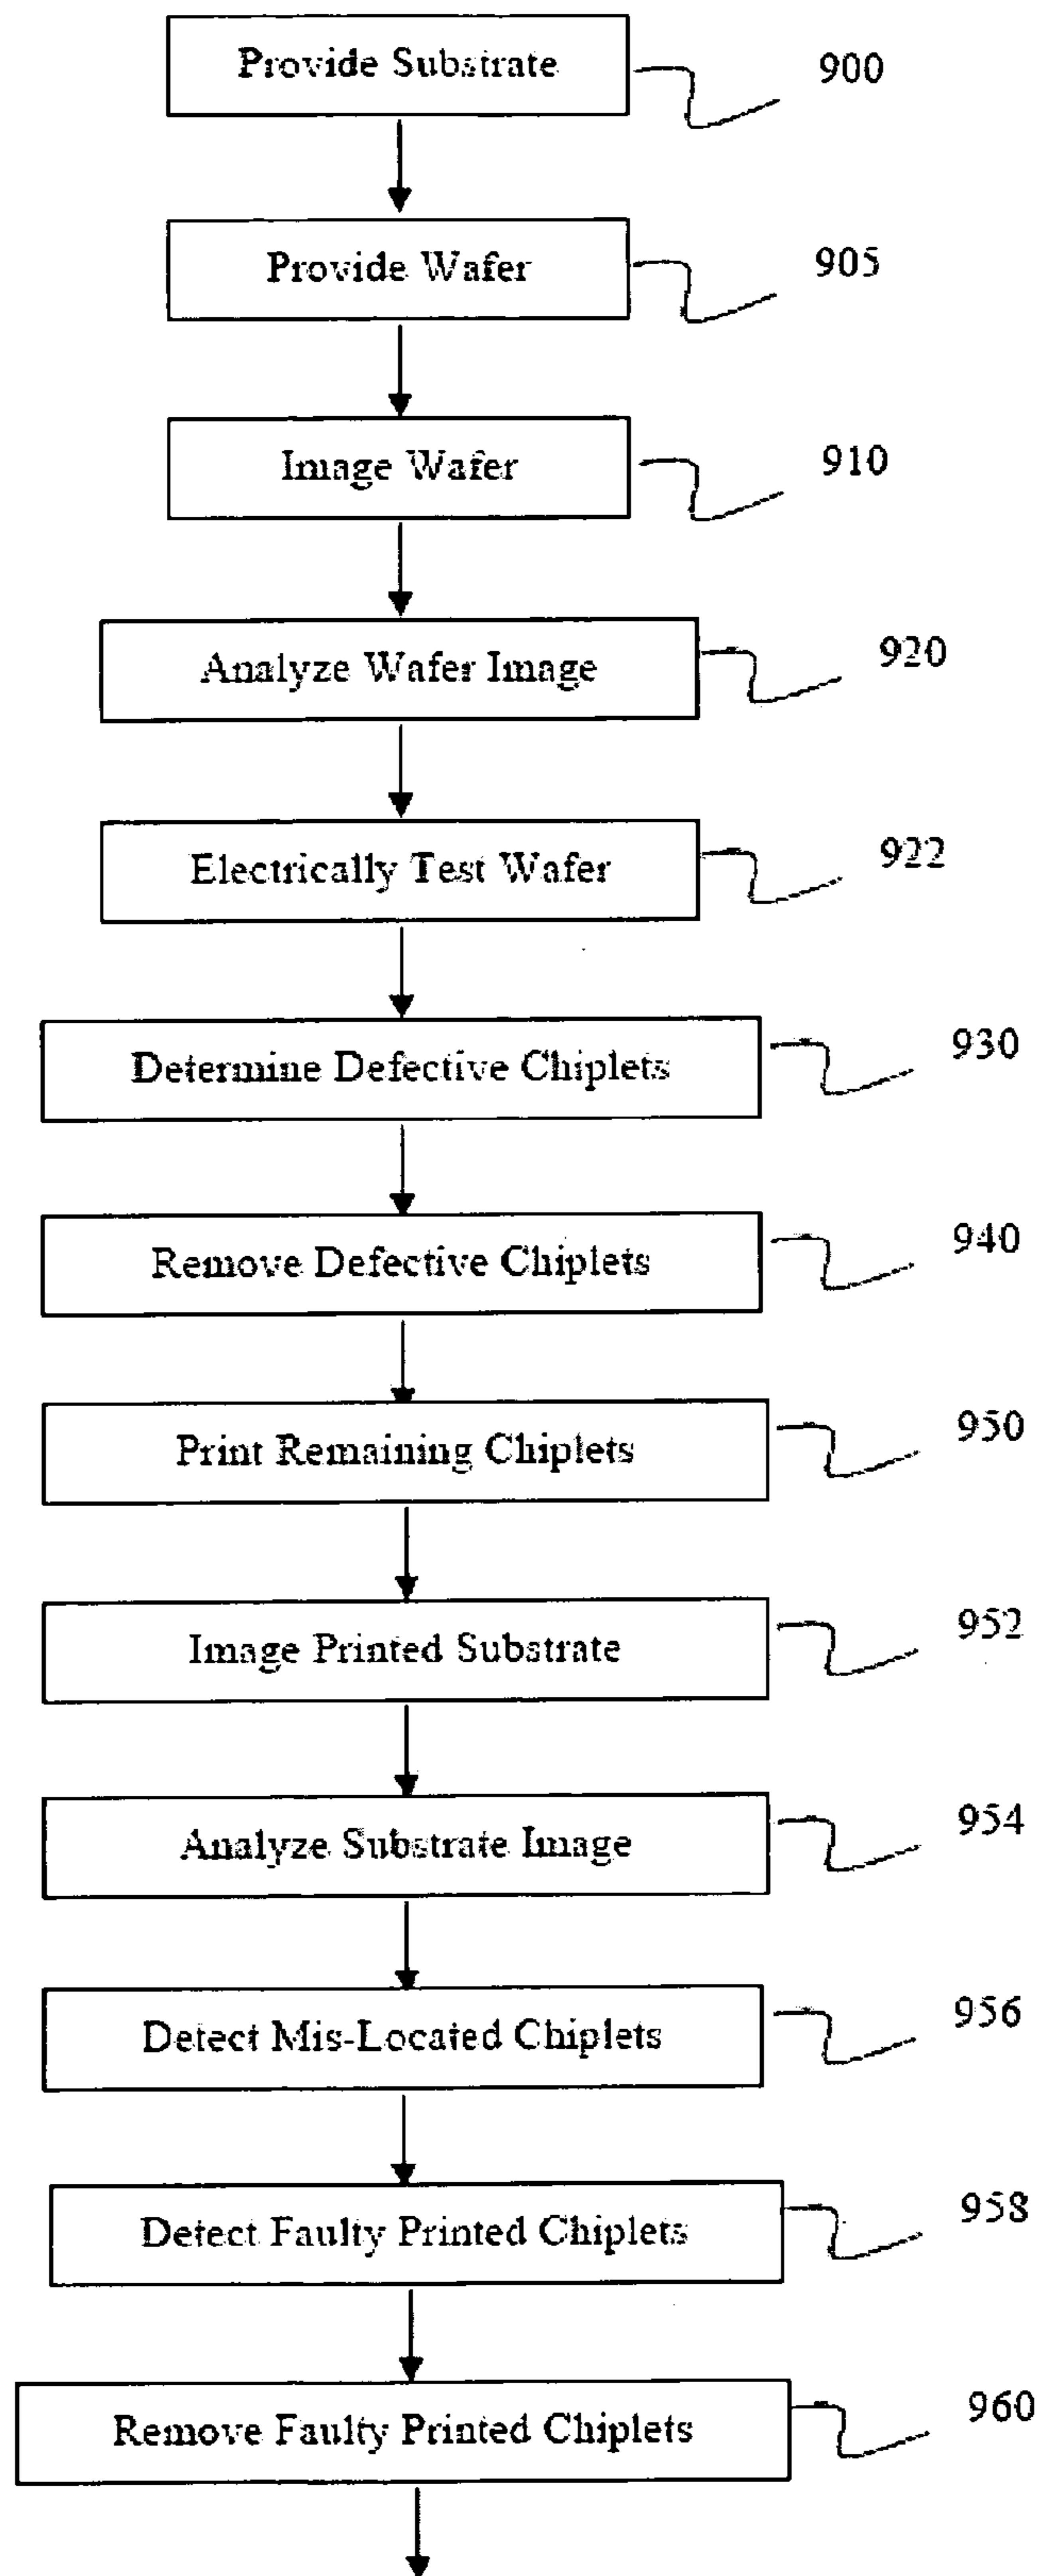 Provide Substrate
900
Provide Wafer
905
Image Wafer
910
Analyze Wafer Image
920
Electrically Test Wafer
922
Determine Defective Chiplets
930
Remove Defective Chiplets
940
Print Remaining Chiplets
950
Image Printed Substrate
952
Analyze Substrate Image
954
Detect Mis-Located Chiplets
956
Detect Faulty Printed Chiplets
958
Remove Faulty Printed Chiplets
960